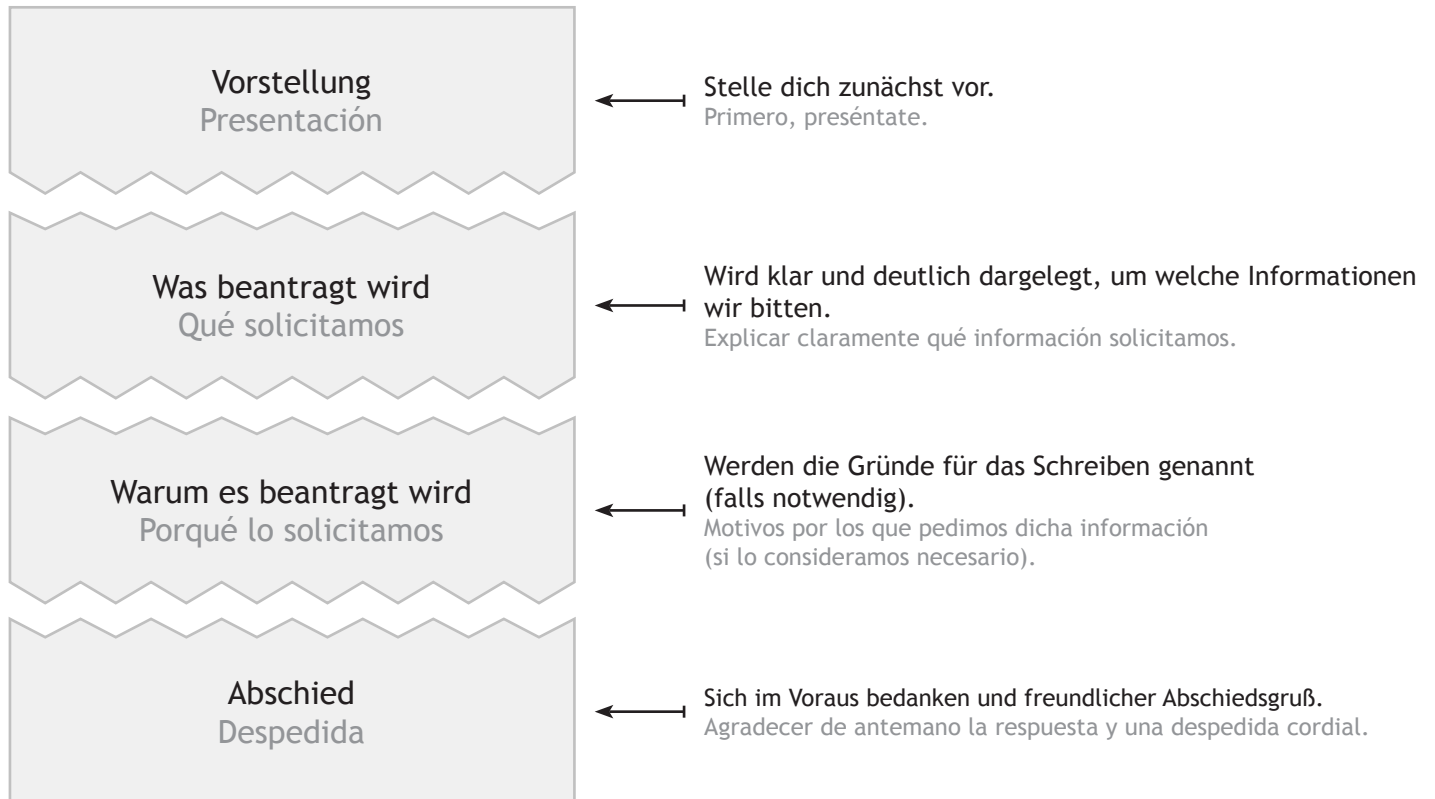 Vorstellung
Presentación
Stelle dich zunächst vor.
Primero, preséntate.
Was beantragt wird
Qué solicitamos
Wird klar und deutlich dargelegt, um welche Informationen
wir bitten.
Explicar claramente qué información solicitamos.
Warum es beantragt wird
Porqué lo solicitamos
Werden die Gründe für das Schreiben genannt
(falls notwendig).
Motivos por los que pedimos dicha información
(si lo consideramos necesario).
Abschied
Despedida
Sich im Voraus bedanken und freundlicher Abschiedsgruß.
Agradecer de antemano la respuesta y una despedida cordial.